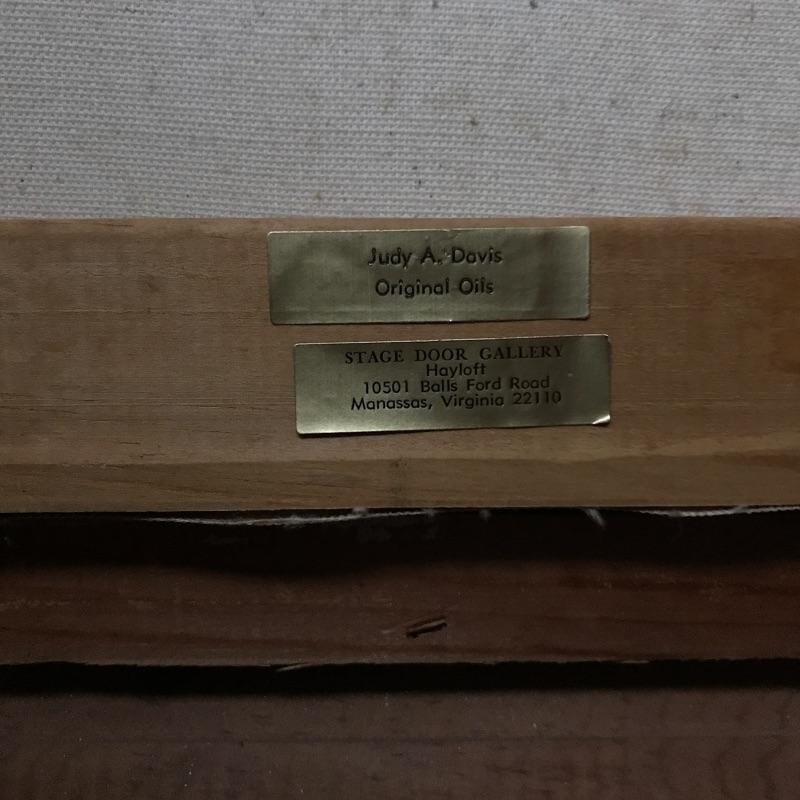 Judy A. Davis
Original Oils
STAGE DOOR GALLERY
Hayloft
10501 Balls Ford Road
Manassas, Virginia 22110